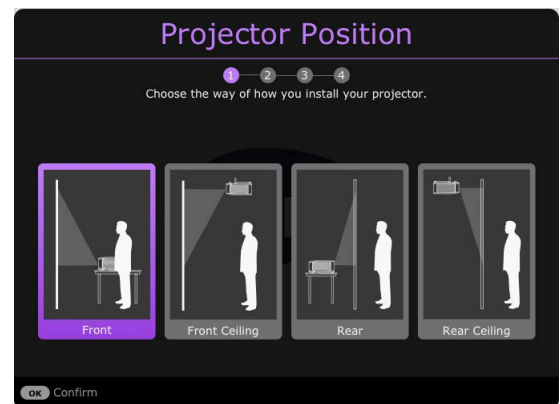 Projector Position
1 2 3 4
Choose the way of how you install your projector.
Front Front Ceiling Rear Rear Ceiling
OK Confirm